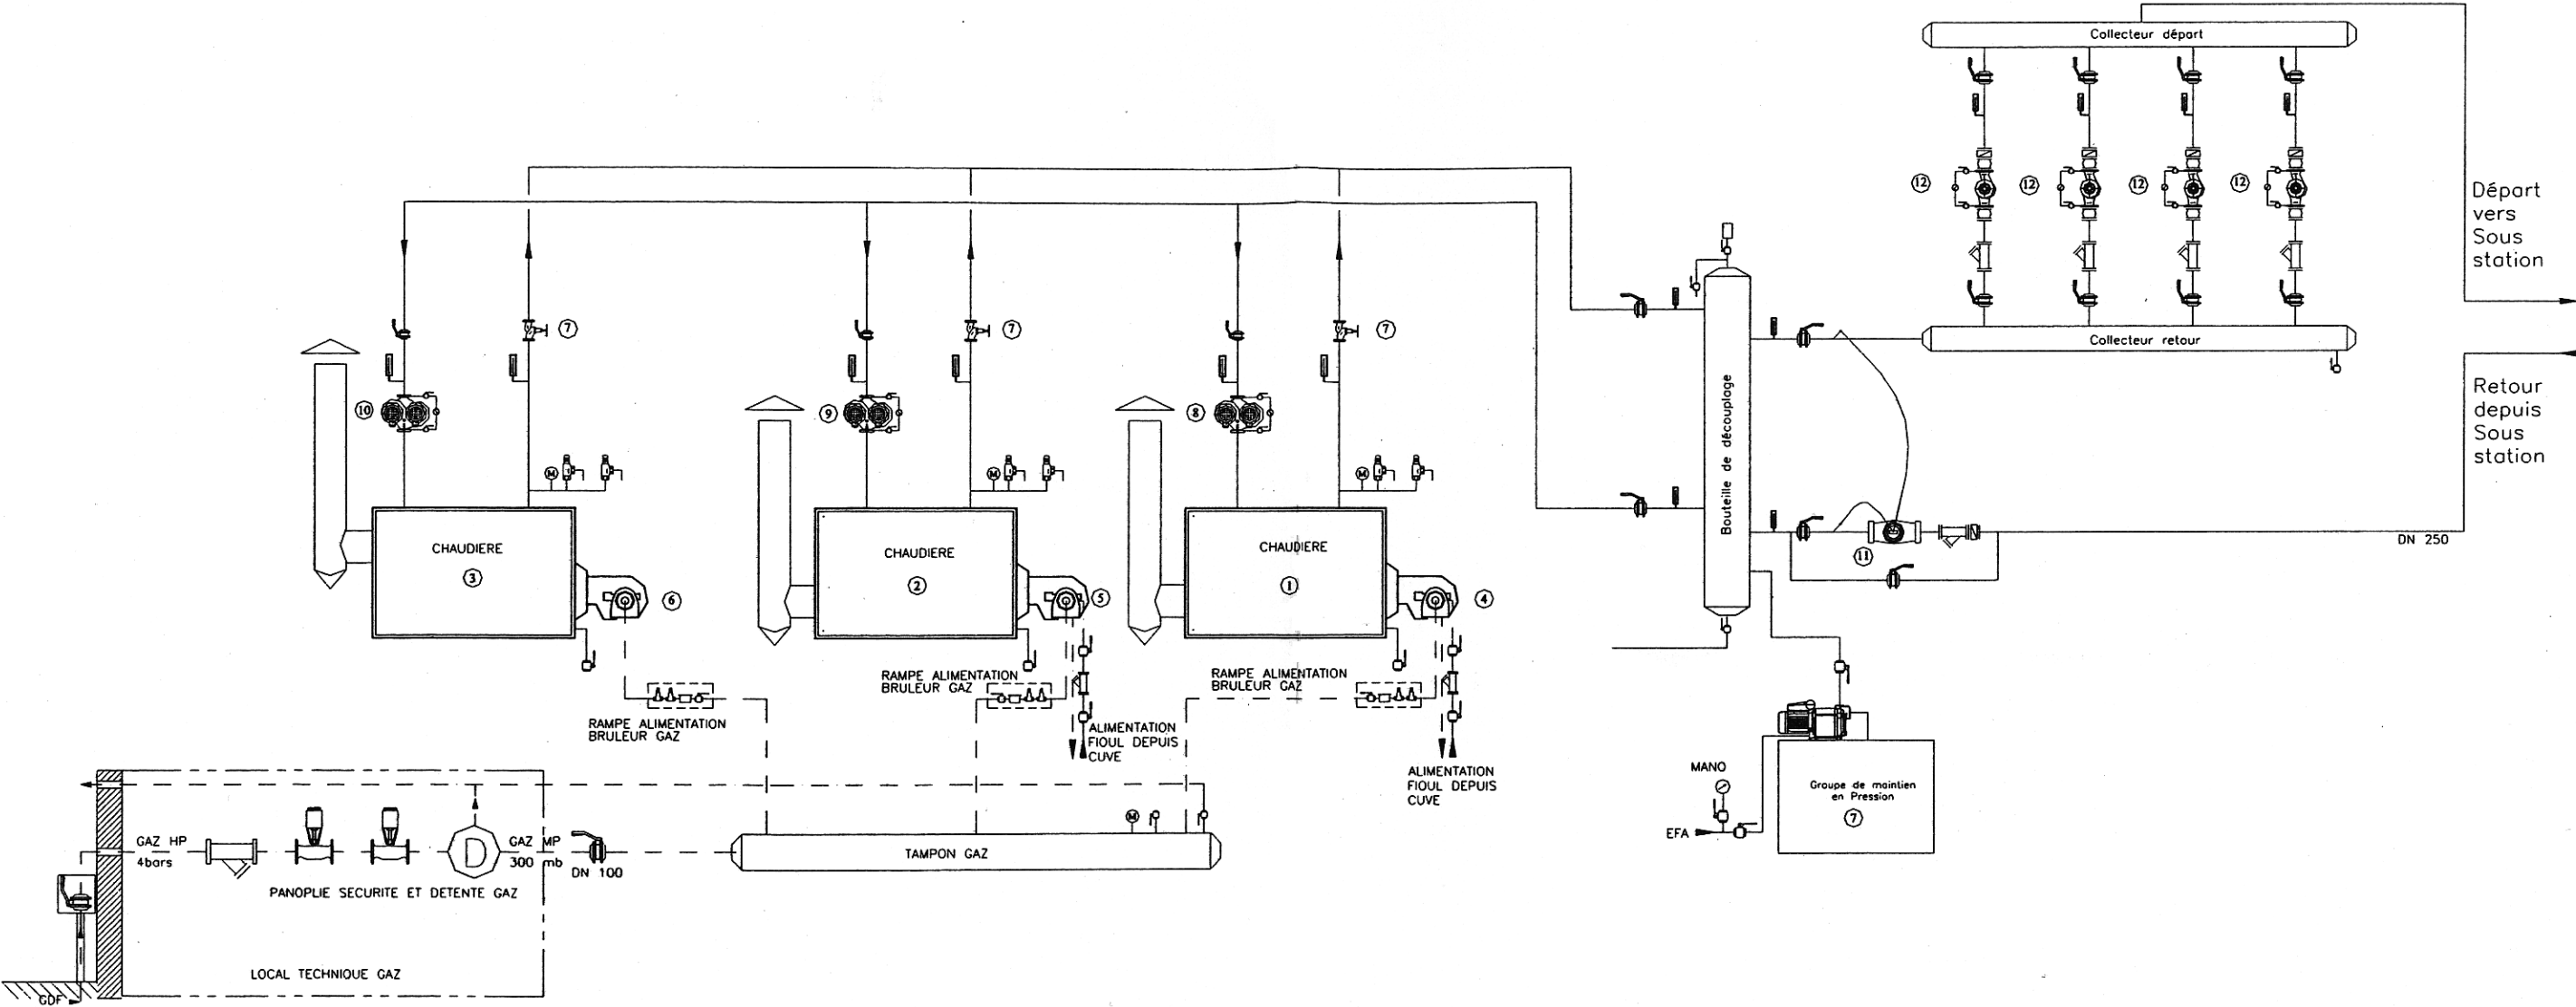 Collecteur départ
12
12
12
12
Départ
vers
Sous
station
7
7
7
Collecteur retour
Retour
depuis
Sous
station
10
9
8
M
M
M
Bouteille de découplage
DN 250
11
CHAUDIERE
3
6
CHAUDIERE
2
5
CHAUDIERE
1
4
RAMPE ALIMENTATION
BRULEUR GAZ
RAMPE ALIMENTATION
BRULEUR GAZ
RAMPE ALIMENTATION
BRULEUR GAZ
ALIMENTATION
FIOUL DEPUIS
CUVE
ALIMENTATION
FIOUL DEPUIS
CUVE
MANO
EFA
Groupe de maintien
en Pression
7
GAZ HP
4bars
D
GAZ MP
300 mb
DN 100
M
TAMPON GAZ
PANOPLIE SECURITE ET DETENTE GAZ
LOCAL TECHNIQUE GAZ
GDF